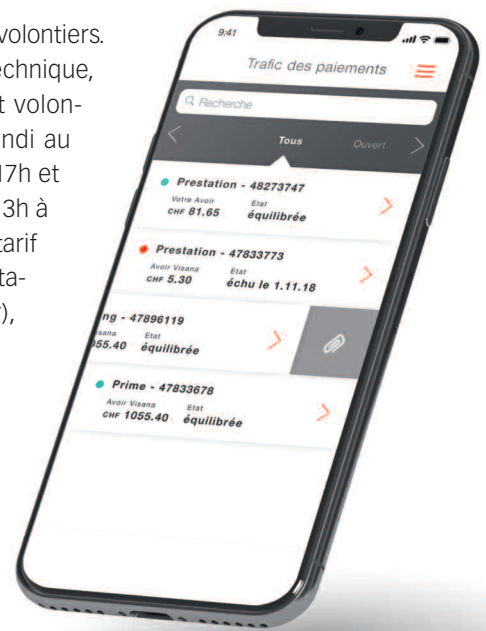 volontiers.
echnique,
t volon-
ndi au
17h et
3h à
tarif
ta-
),
9:41
Trafic des paiements
Recherche
Tous Ouvert
Prestation - 48273747
Votre Avoir Etat
CHF 81.65 équilibrée
Prestation - 47833773
Avoir Visana Etat
CHF 5.30 échu le 1.11.18
ng - 47896119
isana Etat
055.40 équilibrée
Prime - 47833678
Avoir Visana Etat
CHF 1055.40 équilibrée